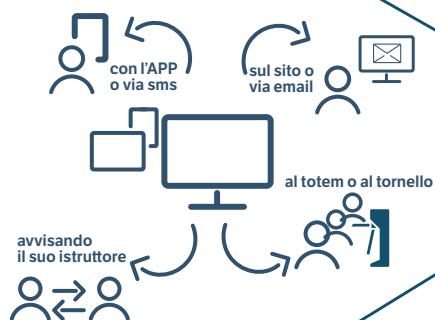 con l'APP
o via sms
sul sito o
via email
al totem o al tornello
avvisando
il suo istruttore